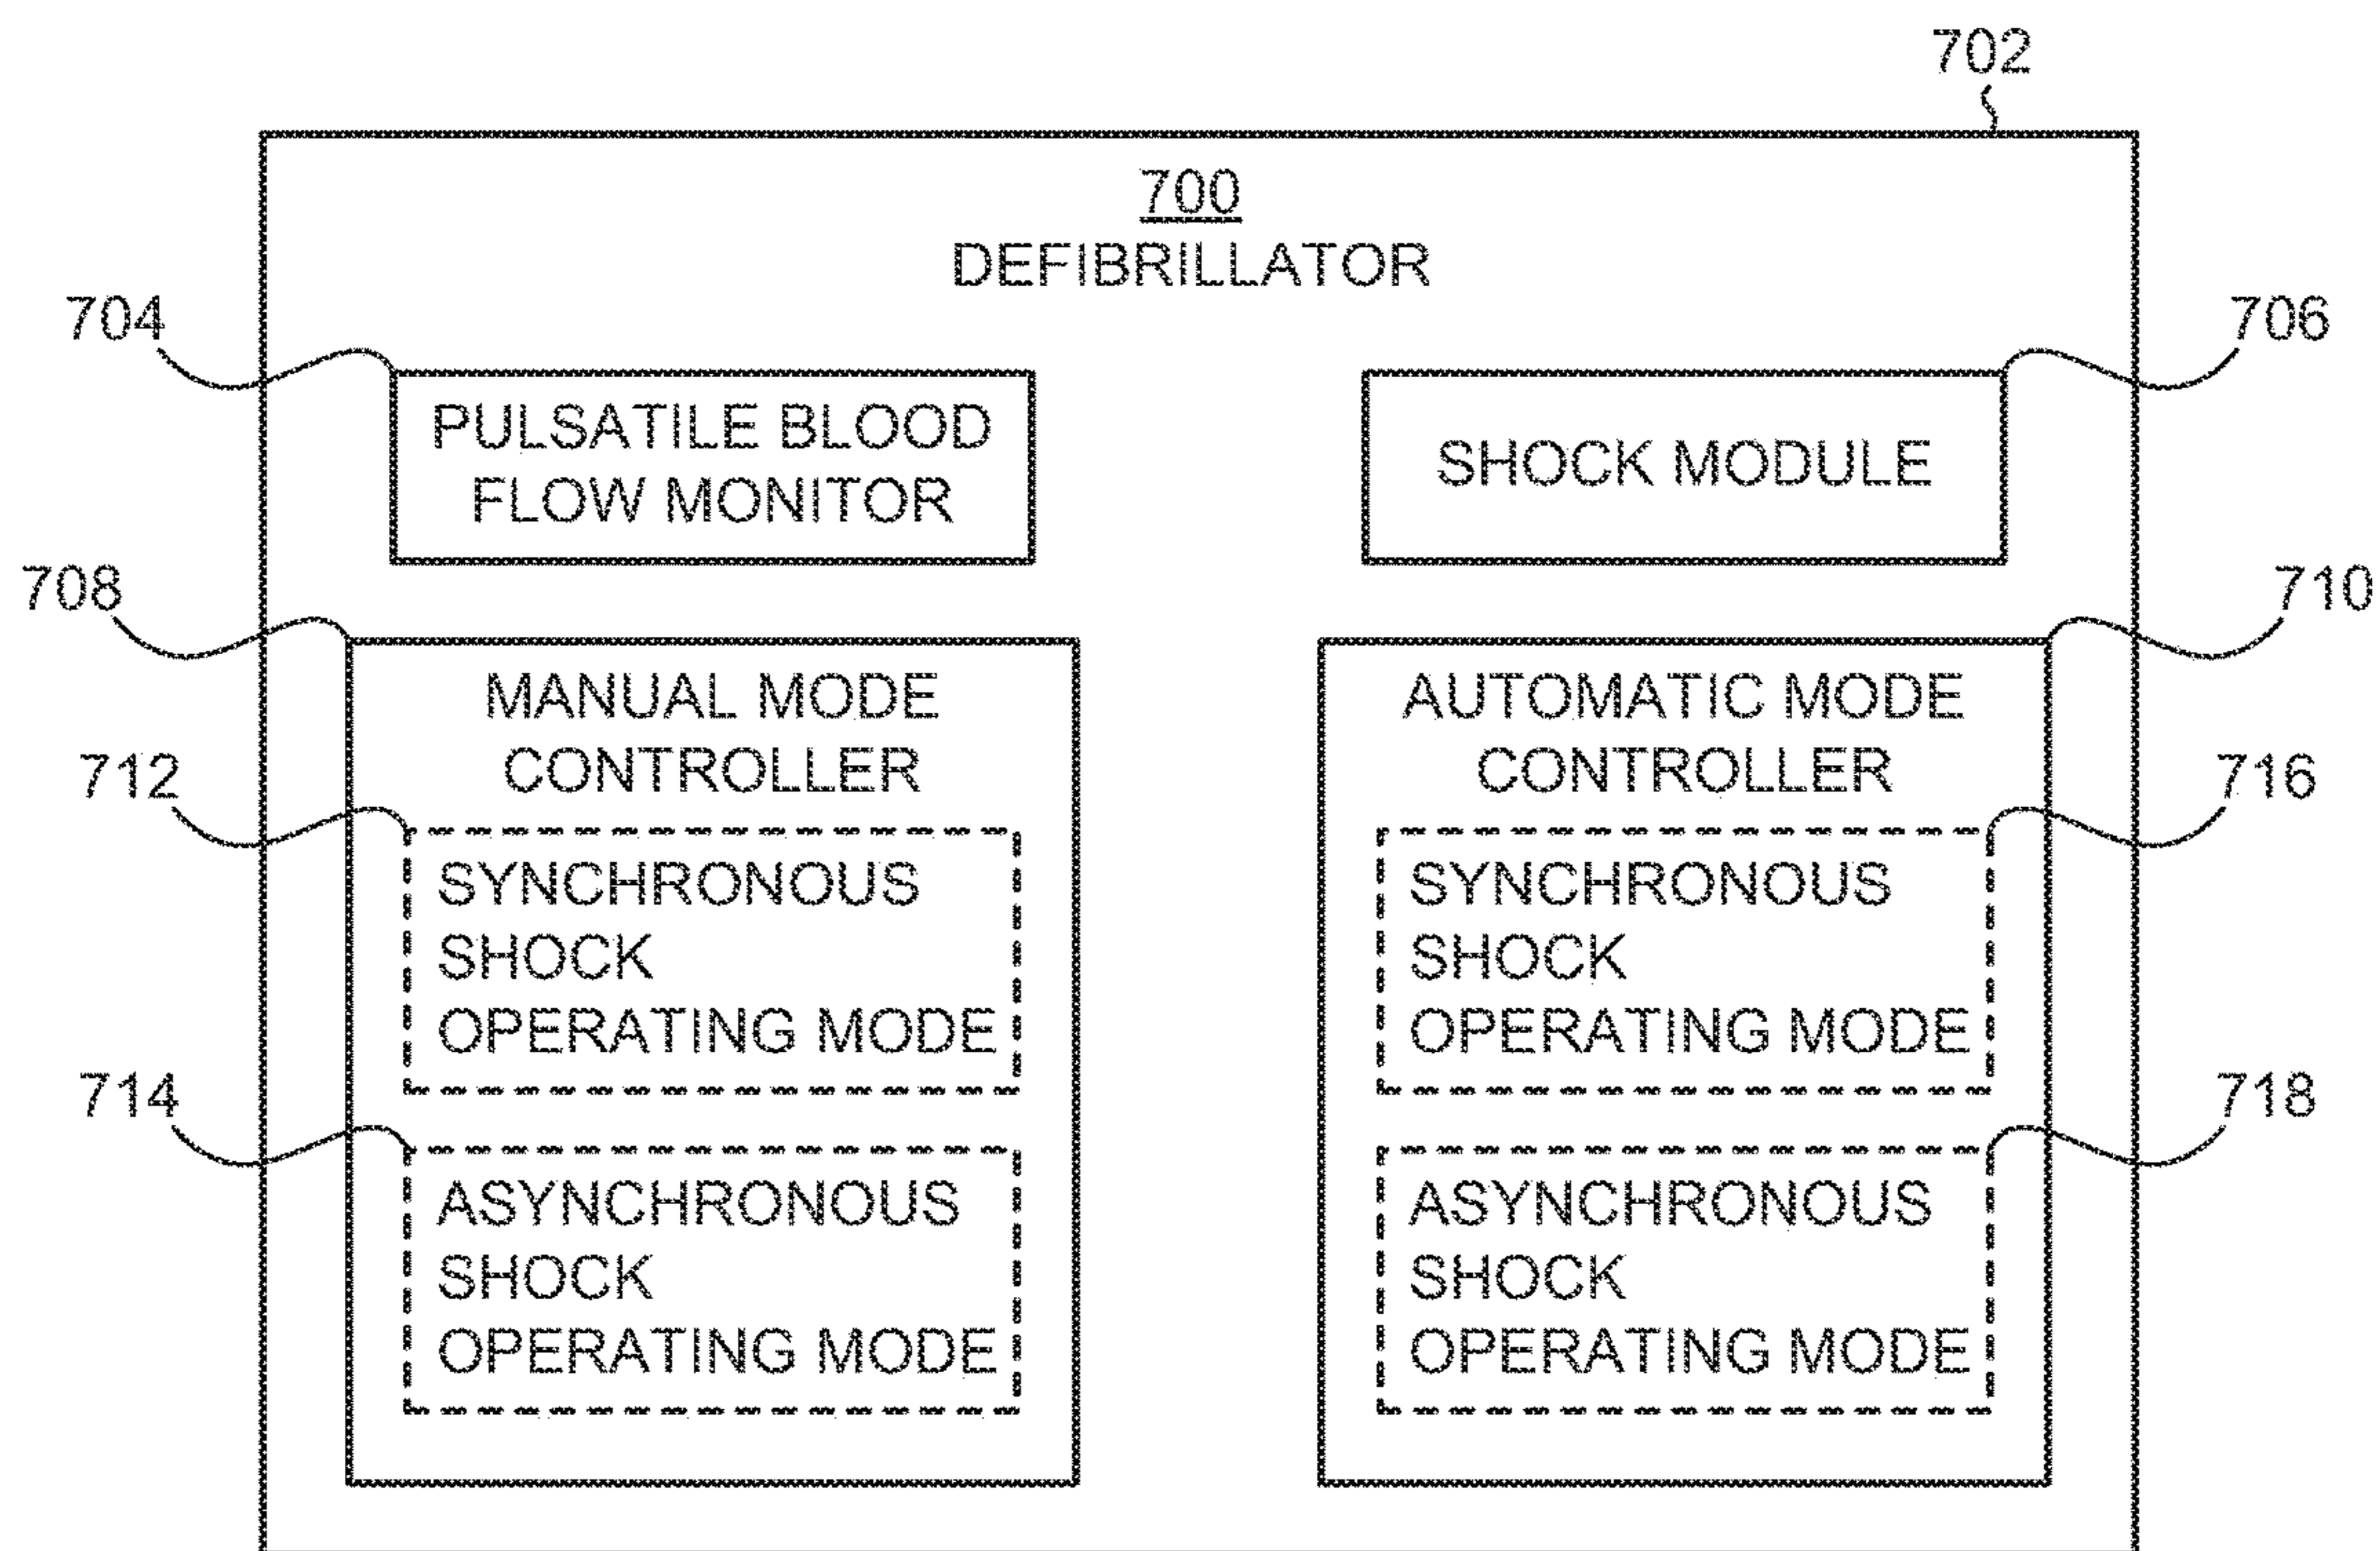 702
700
DEFIBRILLATOR
704
706
PULSATILE BLOOD
FLOW MONITOR
SHOCK MODULE
708
710
MANUAL MODE
CONTROLLER
AUTOMATIC MODE
CONTROLLER
712
716
SYNCHRONOUS
SHOCK
OPERATING MODE
SYNCHRONOUS
SHOCK
OPERATING MODE
714
718
ASYNCHRONOUS
SHOCK
OPERATING MODE
ASYNCHRONOUS
SHOCK
OPERATING MODE